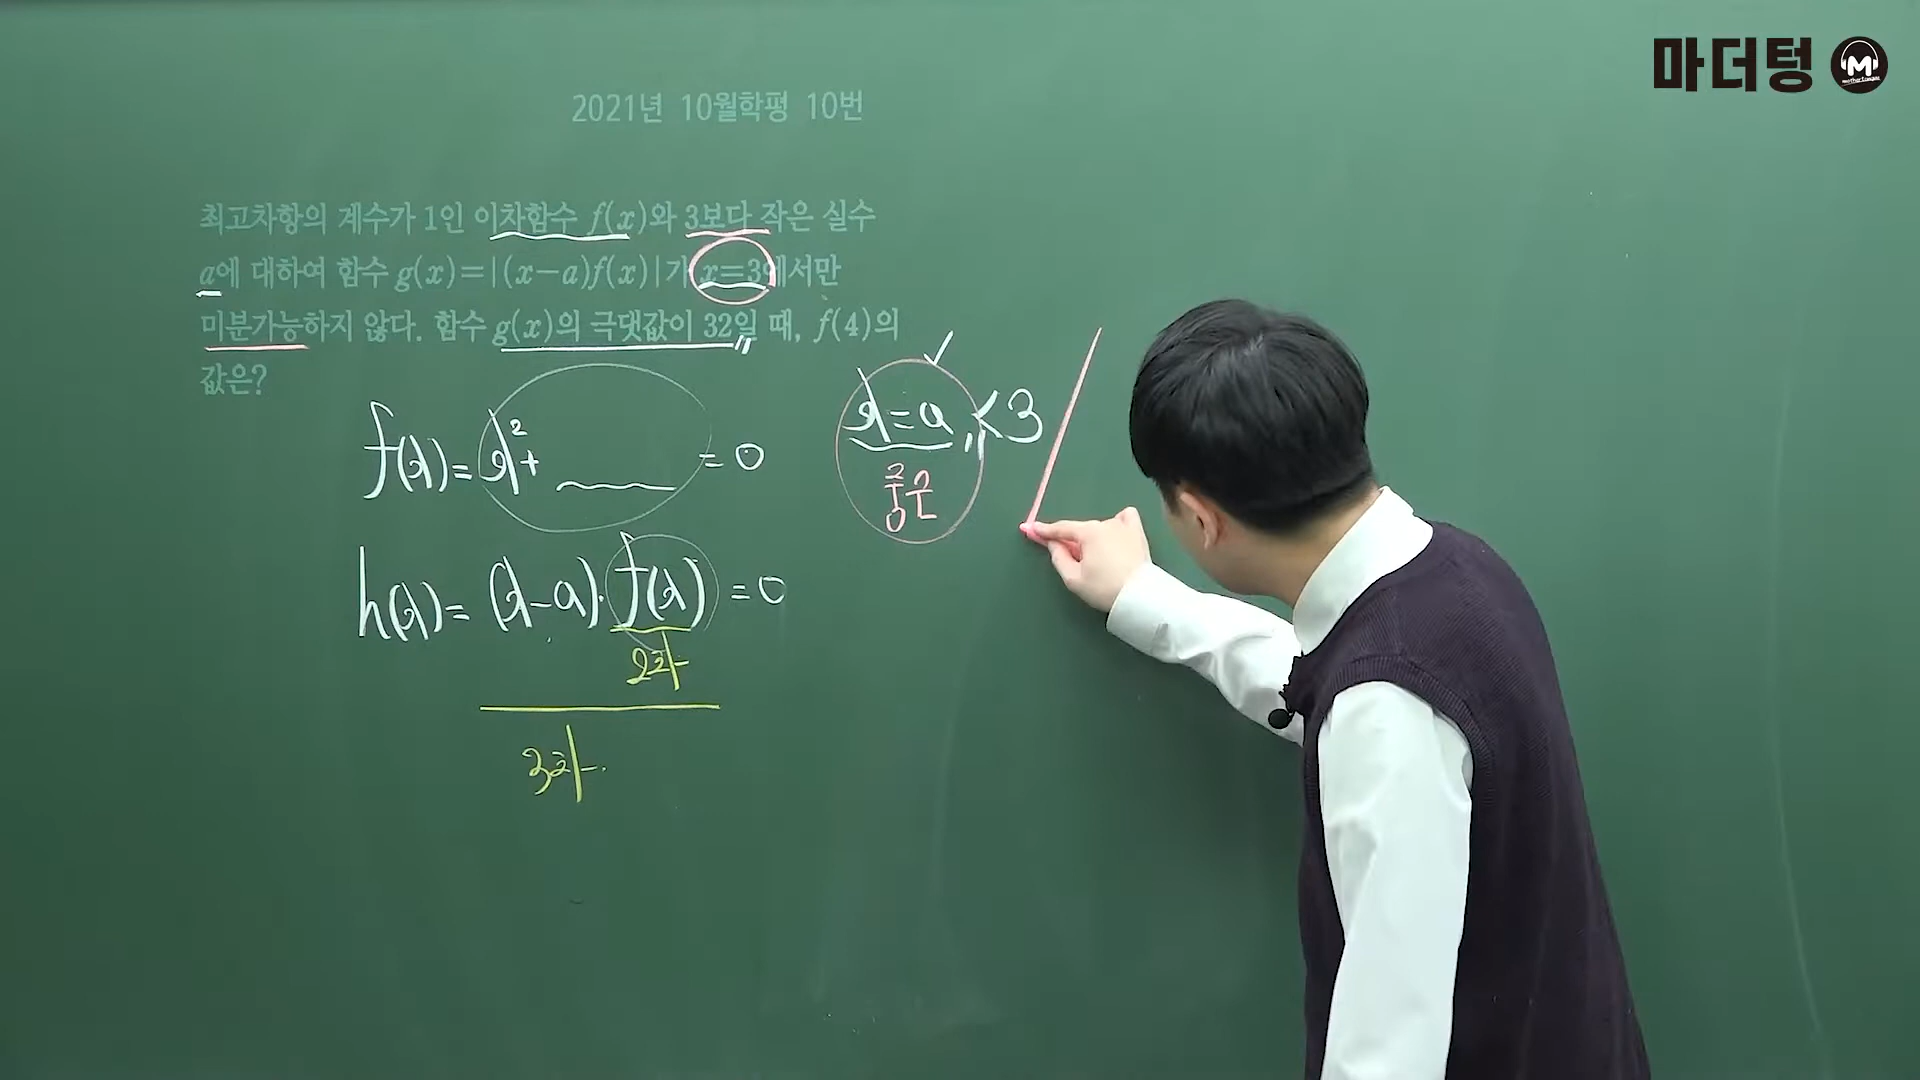 마더텅
2021년 10월학평 10번
최고차항의 계수가 1인 이차함수 f(x)와 3보다 작은 실수
a에 대하여 함수 g(x)=|(x-a)f(x)|가 x=3에서만
미분가능하지 않다. 함수 g(x)의 극댓값이 32일 때, f(4)의
값은?
f(x)= x²+ = 0
x=a <3
중근
h(x)= (x-a)·f(x) = 0
2차
3차